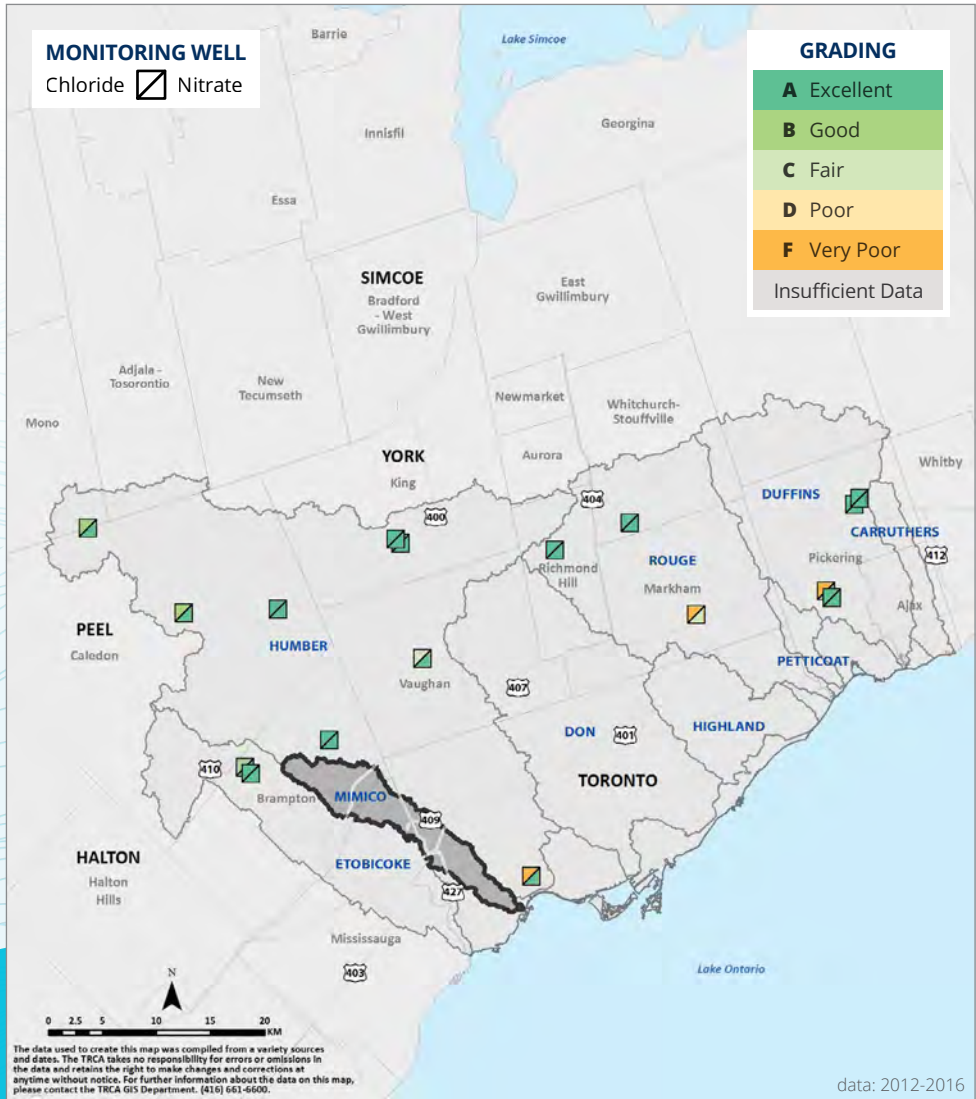 MONITORING WELL
Chloride Nitrate
GRADING
A Excellent
B Good
C Fair
D Poor
F Very Poor
Insufficient Data
Barrie
Lake Simcoe
Innisfil
Georgina
Essa
SIMCOE
Bradford
- West
Gwillimbury
East
Gwillimbury
Adjala -
Tosorontio
New
Tecumseth
Newmarket
Whitchurch-
Stouffville
Mono
Aurora
YORK
King
Whitby
400
404
DUFFINS
CARRUTHERS
412
Richmond
Hill
ROUGE
Markham
Pickering
Ajax
PEEL
Caledon
HUMBER
Vaughan
PETTICOAT
407
DON
401
HIGHLAND
TORONTO
410
Brampton
MIMICO
409
ETOBICOKE
HALTON
Halton
Hills
427
Mississauga
403
Lake Ontario
N
0 2.5 5 10 15 20
KM
The data used to create this map was compiled from a variety sources
and dates. The TRCA takes no responsibility for errors or omissions in
the data and retains the right to make changes and corrections at
anytime without notice. For further information about the data on this map,
please contact the TRCA GIS Department. (416) 661-6600.
data: 2012-2016